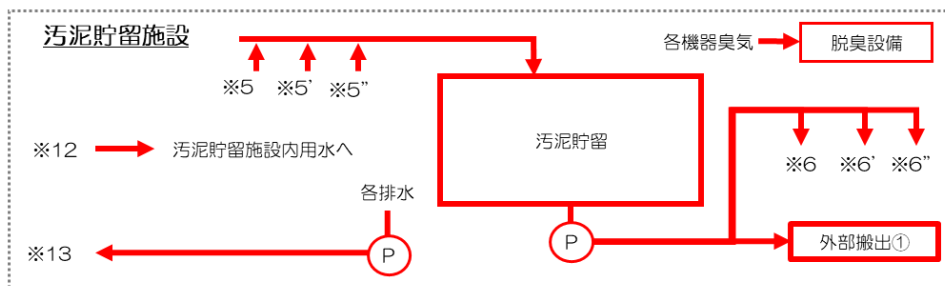 汚泥貯留施設
各機器臭気
脱臭設備
※5 ※5’ ※5”
汚泥貯留
※12
汚泥貯留施設内用水へ
※6 ※6’ ※6”
各排水
※13
P
P
外部搬出①